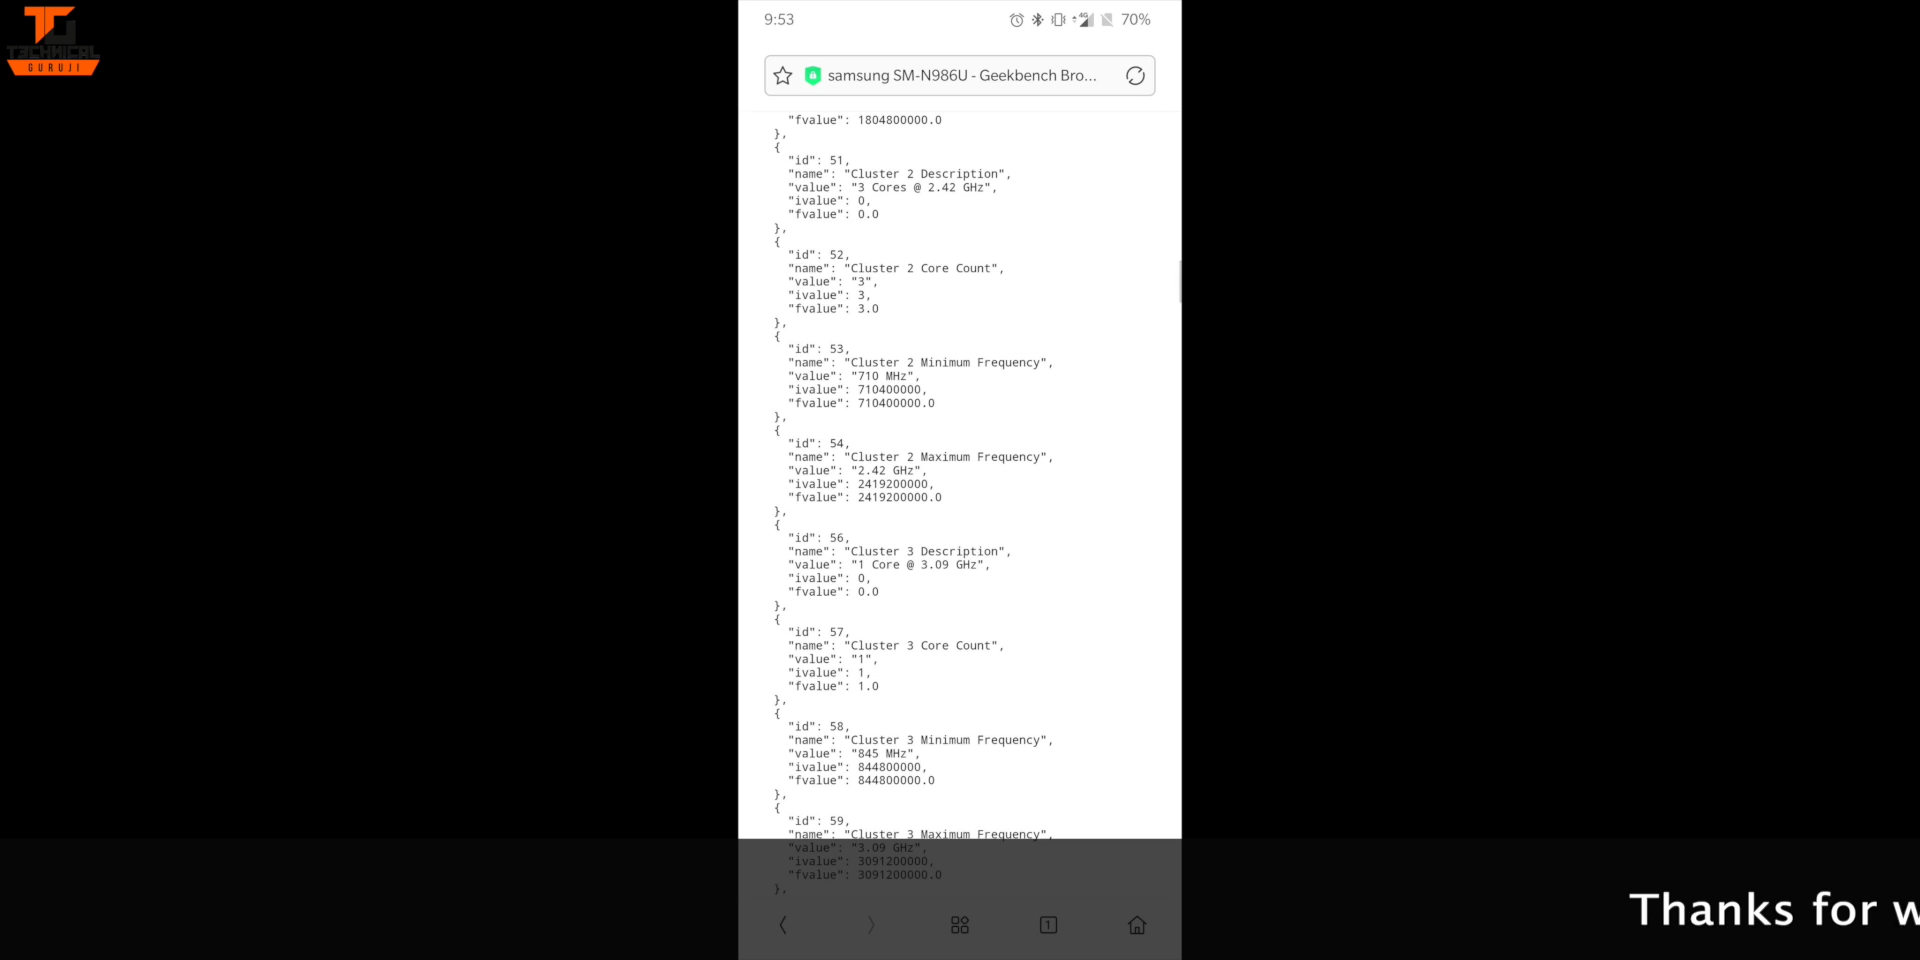 TECHNICAL
GURUJI
9:53
4G
70%
samsung SM-N986U - Geekbench Bro...
"fvalue": 1804800000.0
},
{
"id": 51,
"name": "Cluster 2 Description",
"value": "3 Cores @ 2.42 GHz",
"ivalue": 0,
"fvalue": 0.0
},
{
"id": 52,
"name": "Cluster 2 Core Count",
"value": "3",
"ivalue": 3,
"fvalue": 3.0
},
{
"id": 53,
"name": "Cluster 2 Minimum Frequency",
"value": "710 MHz",
"ivalue": 710400000,
"fvalue": 710400000.0
},
{
"id": 54,
"name": "Cluster 2 Maximum Frequency",
"value": "2.42 GHz",
"ivalue": 2419200000,
"fvalue": 2419200000.0
},
{
"id": 56,
"name": "Cluster 3 Description",
"value": "1 Core @ 3.09 GHz",
"ivalue": 0,
"fvalue": 0.0
},
{
"id": 57,
"name": "Cluster 3 Core Count",
"value": "1",
"ivalue": 1,
"fvalue": 1.0
},
{
"id": 58,
"name": "Cluster 3 Minimum Frequency",
"value": "845 MHz",
"ivalue": 844800000,
"fvalue": 844800000.0
},
{
"id": 59,
"name": "Cluster 3 Maximum Frequency",
"value": "3.09 GHz",
"ivalue": 3091200000,
"fvalue": 3091200000.0
},
1
Thanks for w